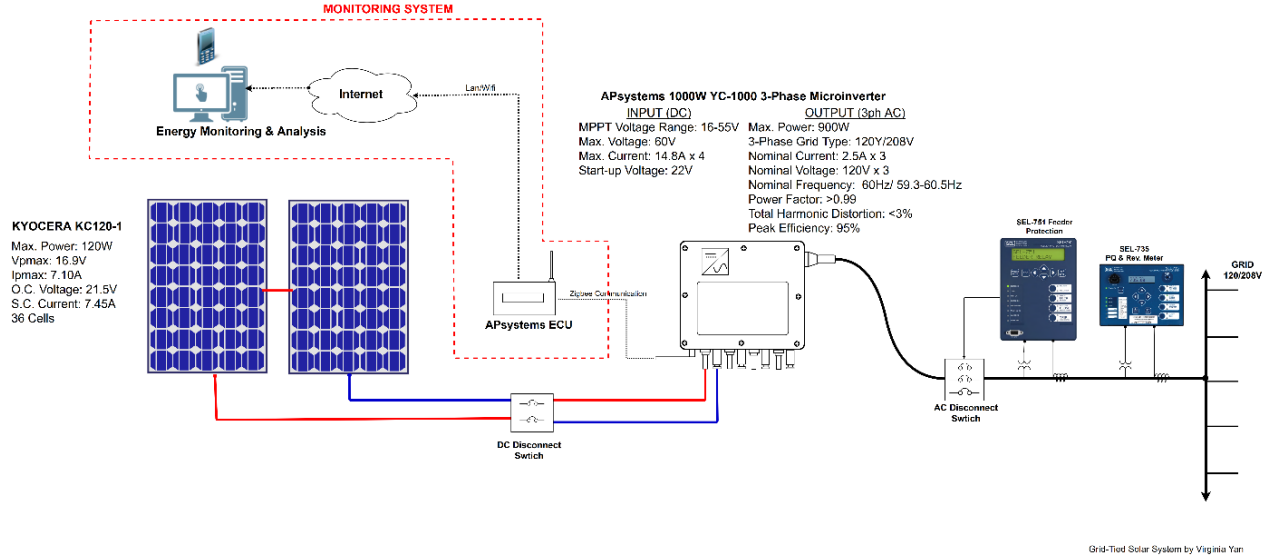 MONITORING SYSTEM
Internet
Lan/Wifi
Energy Monitoring & Analysis
APsystems 1000W YC-1000 3-Phase Microinverter
INPUT (DC)
MPPT Voltage Range: 16-55V
Max. Voltage: 60V
Max. Current: 14.8A x 4
Start-up Voltage: 22V
OUTPUT (3ph AC)
Max. Power: 900W
3-Phase Grid Type: 120Y/208V
Nominal Current: 2.5A x 3
Nominal Voltage: 120V x 3
Nominal Frequency: 60Hz/ 59.3-60.5Hz
Power Factor: >0.99
Total Harmonic Distortion: <3%
Peak Efficiency: 95%
KYOCERA KC120-1
Max. Power: 120W
Vpmax: 16.9V
Ipmax: 7.10A
O.C. Voltage: 21.5V
S.C. Current: 7.45A
36 Cells
APsystems ECU
Zigbee Communication
SEL-751 Feeder
Protection
SEL-735
PQ & Rev. Meter
GRID
120/208V
DC Disconnect
Swtich
AC Disconnect
Swtich
Grid-Tied Solar System by Virginia Yan